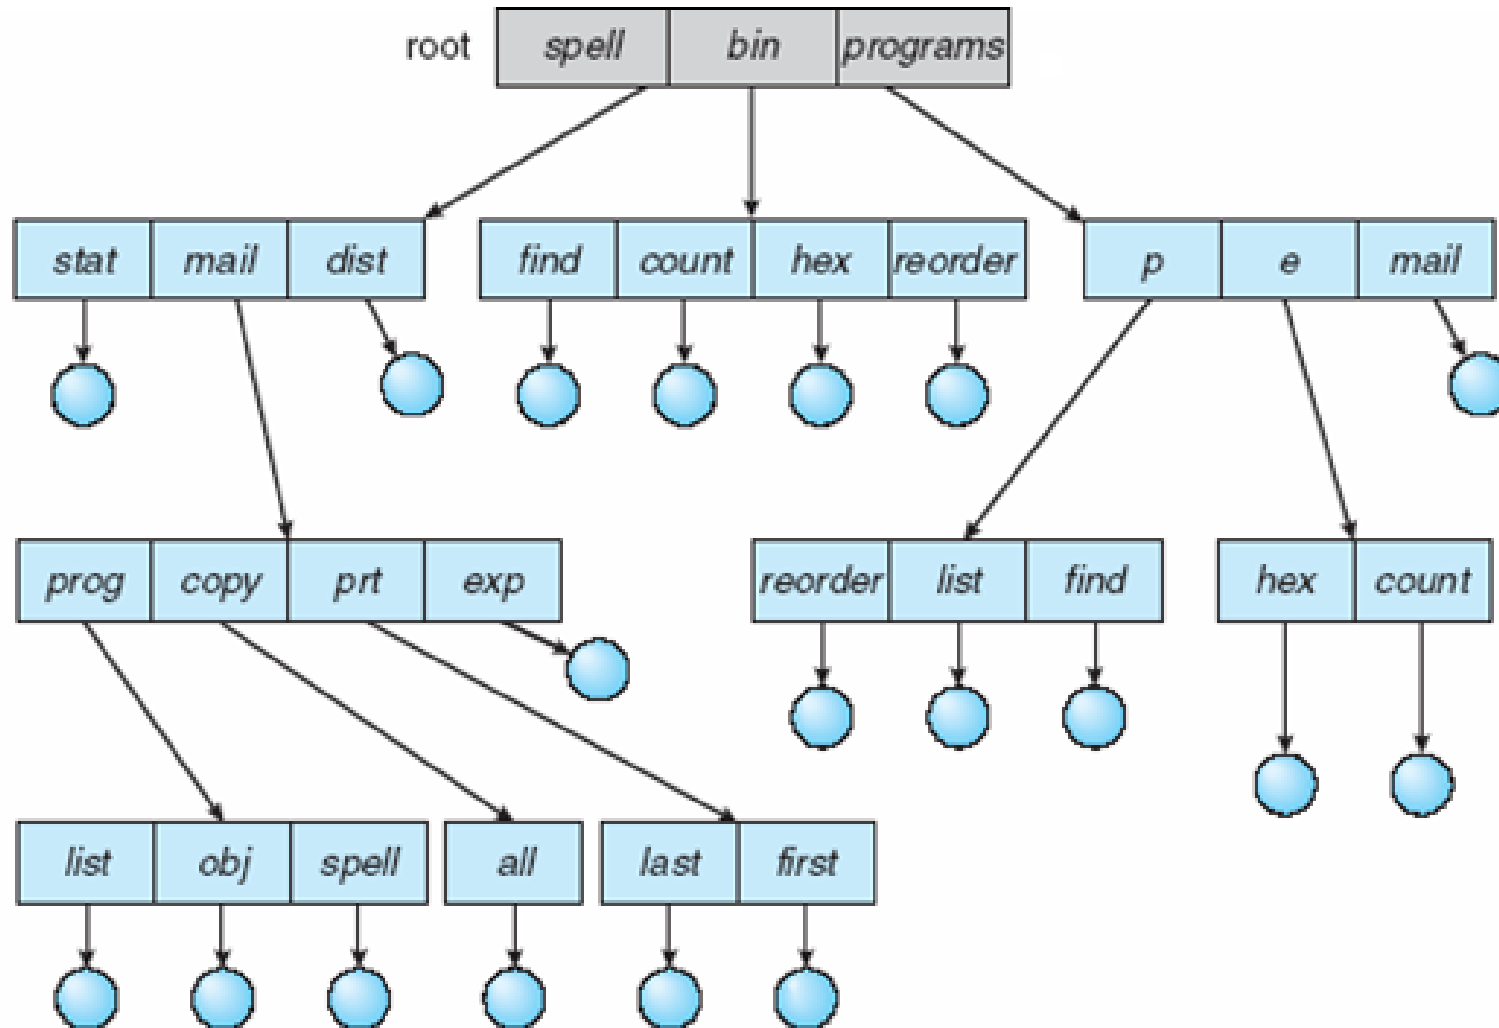 root spell bin programs
stat mail dist find count hex reorder p e mail
prog copy prt exp reorder list find hex count
list obj spell all last first